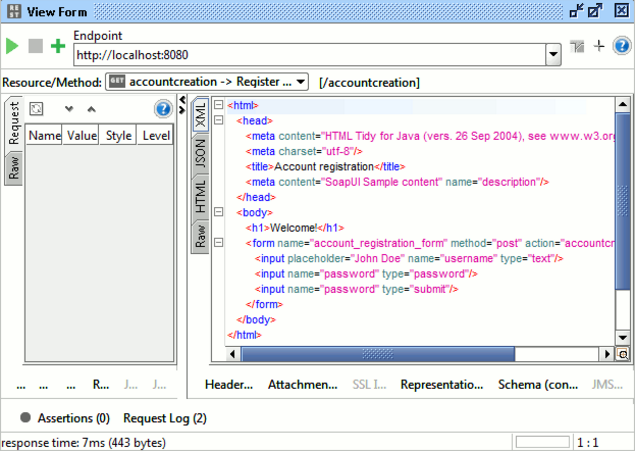 REST View Form
Endpoint
http://localhost:8080
Resource/Method: GET accountcreation -> Register ... [/accountcreation]
Request
Raw
Name Value Style Level
XML
JSON
HTML
Raw
<html>
<head>
<meta content="HTML Tidy for Java (vers. 26 Sep 2004), see www.w3.org
<meta charset="utf-8"/>
<title>Account registration</title>
<meta content="SoapUI Sample content" name="description"/>
</head>
<body>
<h1>Welcome!</h1>
<form name="account_registration_form" method="post" action="accountcr
<input placeholder="John Doe" name="username" type="text"/>
<input name="password" type="password"/>
<input name="password" type="submit"/>
</form>
</body>
</html>
... ... ... R... J... J... Header... Attachmen... SSL I... Representatio... Schema (con... JMS...
Assertions (0) Request Log (2)
response time: 7ms (443 bytes) 1 : 1